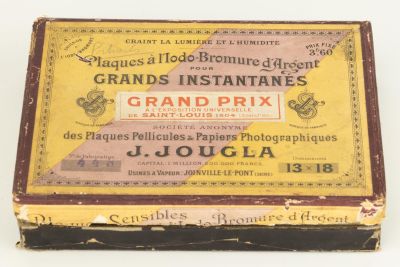 CRAINT LA LUMIÈRE ET L'HUMIDITÉ
PRIX FIXE
3f60
Plaques à l'Iodo-Bromure d'Argent
POUR
GRANDS INSTANTANÉS
GRAND PRIX
A L'EXPOSITION UNIVERSELLE
DE SAINT-LOUIS 1904
SOCIÉTÉ ANONYME
des Plaques Pellicules & Papiers Photographiques
J. JOUGLA
CAPITAL: 1 MILLION 500.000 FRANCS
USINES A VAPEUR: JOINVILLE-LE-PONT (SEINE)
13 × 18
Plaques Sensibles à l'Iodo-Bromure d'Argent